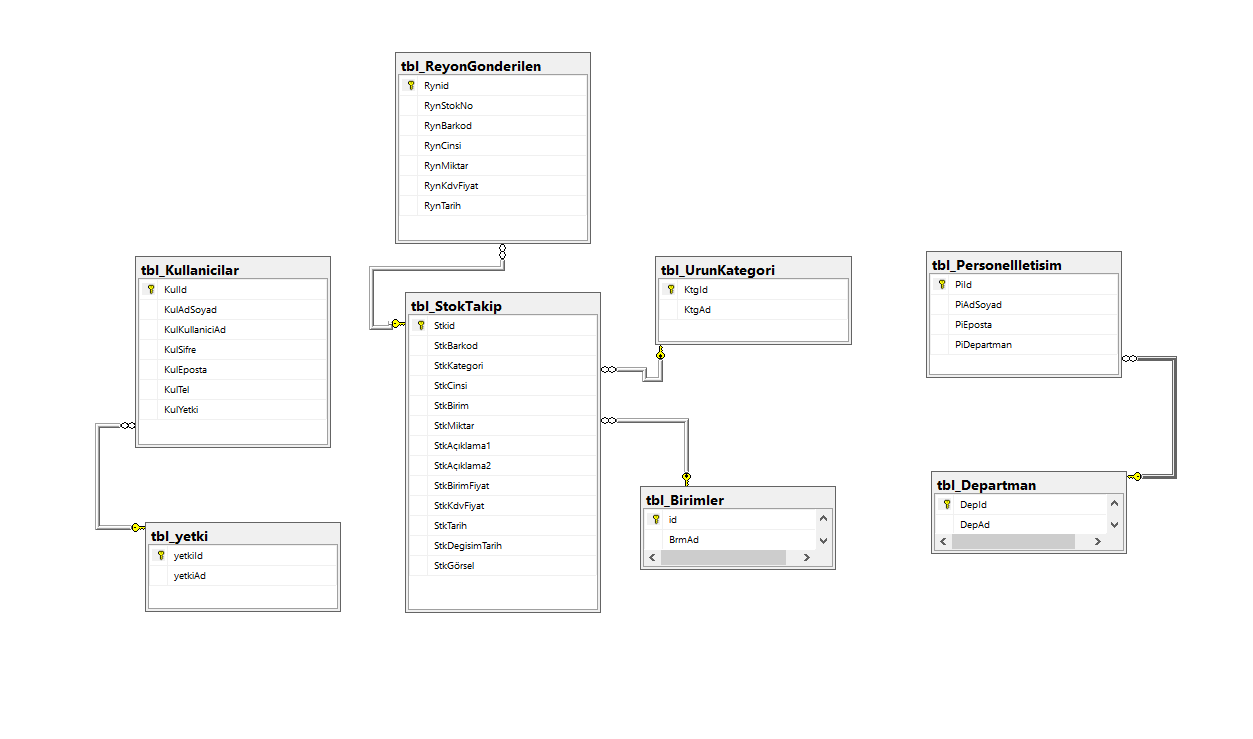 tbl_ReyonGonderilen
Rynid
RynStokNo
RynBarkod
RynCinsi
RynMiktar
RynKdvFiyat
RynTarih
tbl_Kullanicilar
KulId
KulAdSoyad
KulKullaniciAd
KulSifre
KulEposta
KulTel
KulYetki
tbl_yetki
yetkiId
yetkiAd
tbl_StokTakip
Stkid
StkBarkod
StkKategori
StkCinsi
StkBirim
StkMiktar
StkAçıklama1
StkAçıklama2
StkBirimFiyat
StkKdvFiyat
StkTarih
StkDegisimTarih
StkGörsel
tbl_UrunKategori
KtgId
KtgAd
tbl_Birimler
id
BrmAd
tbl_PersonelIletisim
PiId
PiAdSoyad
PiEposta
PiDepartman
tbl_Departman
DepId
DepAd